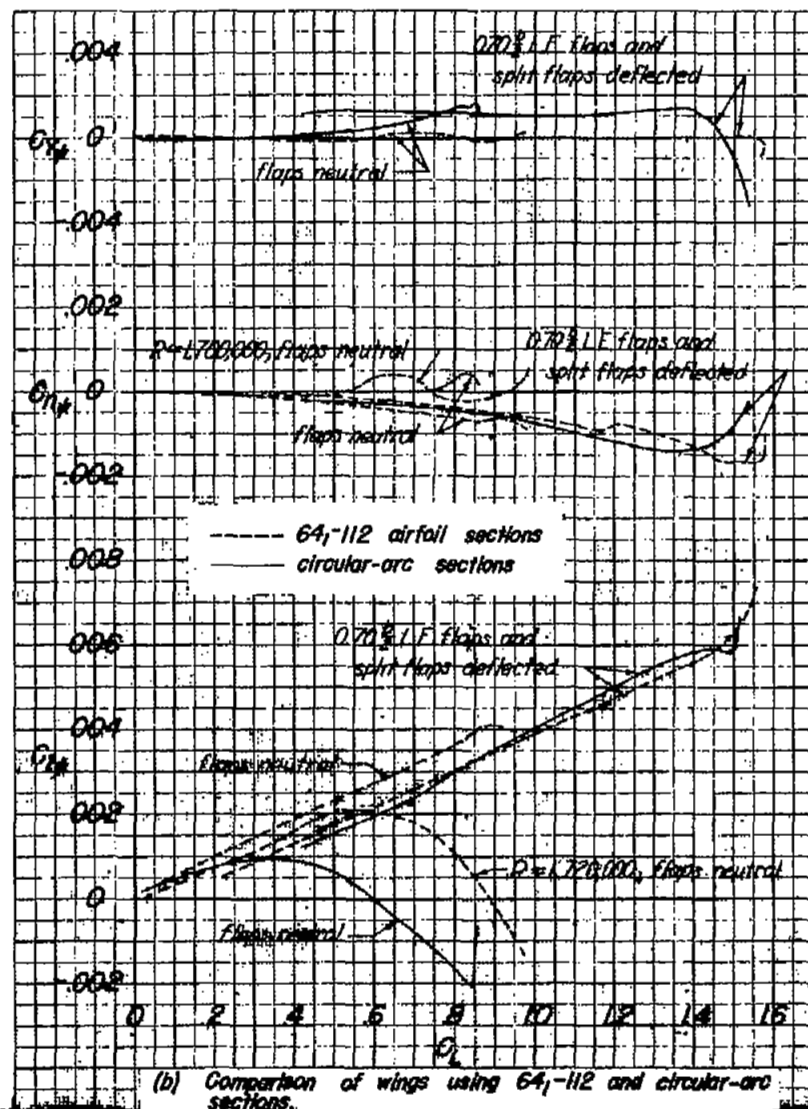 .004
0.70 b/2 L.E. flaps and
split flaps deflected
0
flaps neutral
-.004
.002
R=1,700,000, flaps neutral
0.70 b/2 L.E. flaps and
split flaps deflected
0
flaps neutral
-.002
------ 64₁-112 airfoil sections
——— circular-arc sections
.008
.006
0.70 b/2 L.E. flaps and
split flaps deflected
.004
flaps neutral
.002
R=1,720,000, flaps neutral
0
flaps neutral
-.002
0 .2 .4 .6 .8 1.0 1.2 1.4 1.6
C_L
(b) Comparison of wings using 64₁-112 and circular-arc
sections.